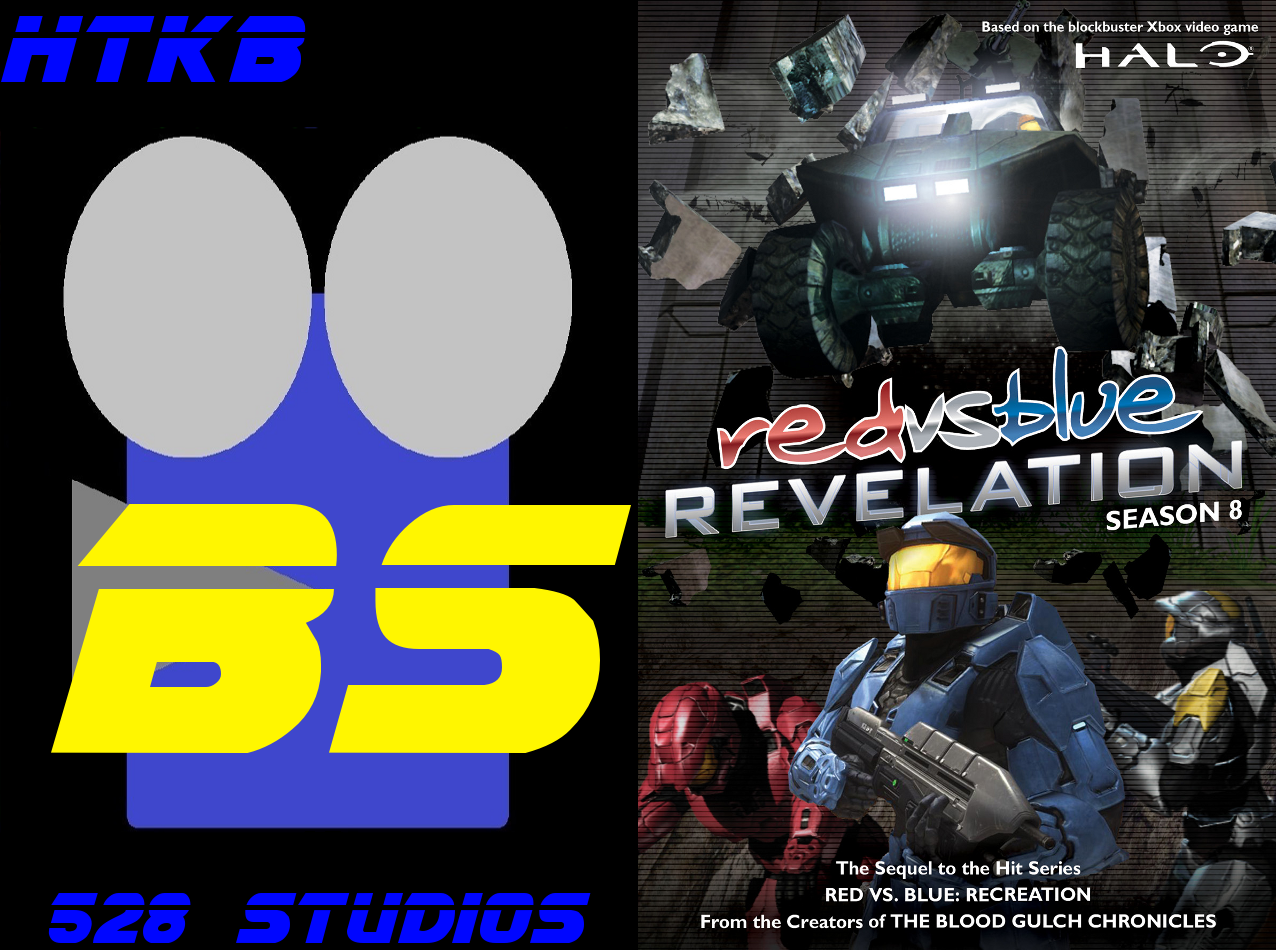 HTKB
BS
528 STUDIOS
Based on the blockbuster Xbox video game
HALO
redvsblue
REVELATION
SEASON 8
The Sequel to the Hit Series
RED VS. BLUE: RECREATION
From the Creators of THE BLOOD GULCH CHRONICLES